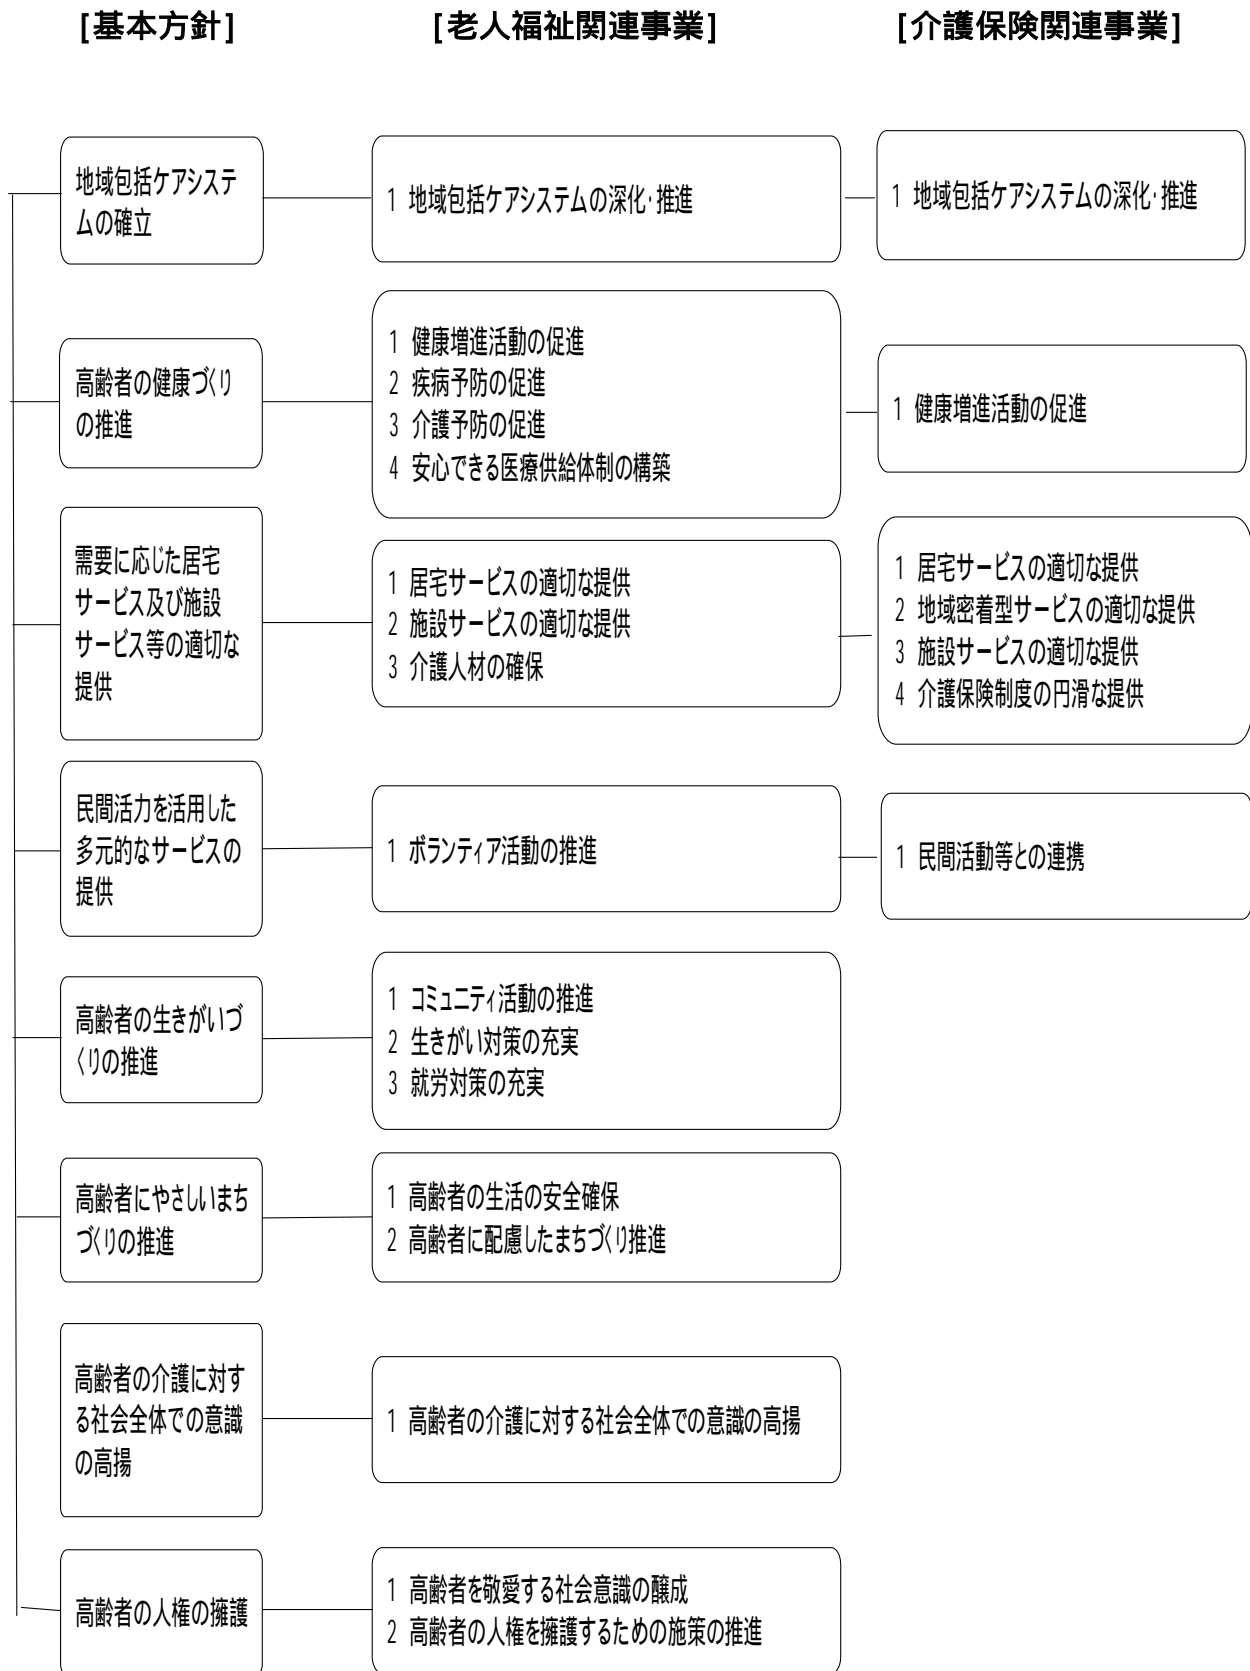 [基本方針]
[老人福祉関連事業]
[介護保険関連事業]
地域包括ケアシステ
ムの確立
1 地域包括ケアシステムの深化・推進
1 地域包括ケアシステムの深化・推進
高齢者の健康づくり
の推進
1 健康増進活動の促進
2 疾病予防の促進
3 介護予防の促進
4 安心できる医療供給体制の構築
1 健康増進活動の促進
需要に応じた居宅
サービス及び施設
サービス等の適切な
提供
1 居宅サービスの適切な提供
2 施設サービスの適切な提供
3 介護人材の確保
1 居宅サービスの適切な提供
2 地域密着型サービスの適切な提供
3 施設サービスの適切な提供
4 介護保険制度の円滑な提供
民間活力を活用した
多元的なサービスの
提供
1 ボランティア活動の推進
1 民間活動等との連携
高齢者の生きがいづ
くりの推進
1 コミュニティ活動の推進
2 生きがい対策の充実
3 就労対策の充実
高齢者にやさしいまち
づくりの推進
1 高齢者の生活の安全確保
2 高齢者に配慮したまちづくり推進
高齢者の介護に対す
る社会全体での意識
の高揚
1 高齢者の介護に対する社会全体での意識の高揚
高齢者の人権の擁護
1 高齢者を敬愛する社会意識の醸成
2 高齢者の人権を擁護するための施策の推進